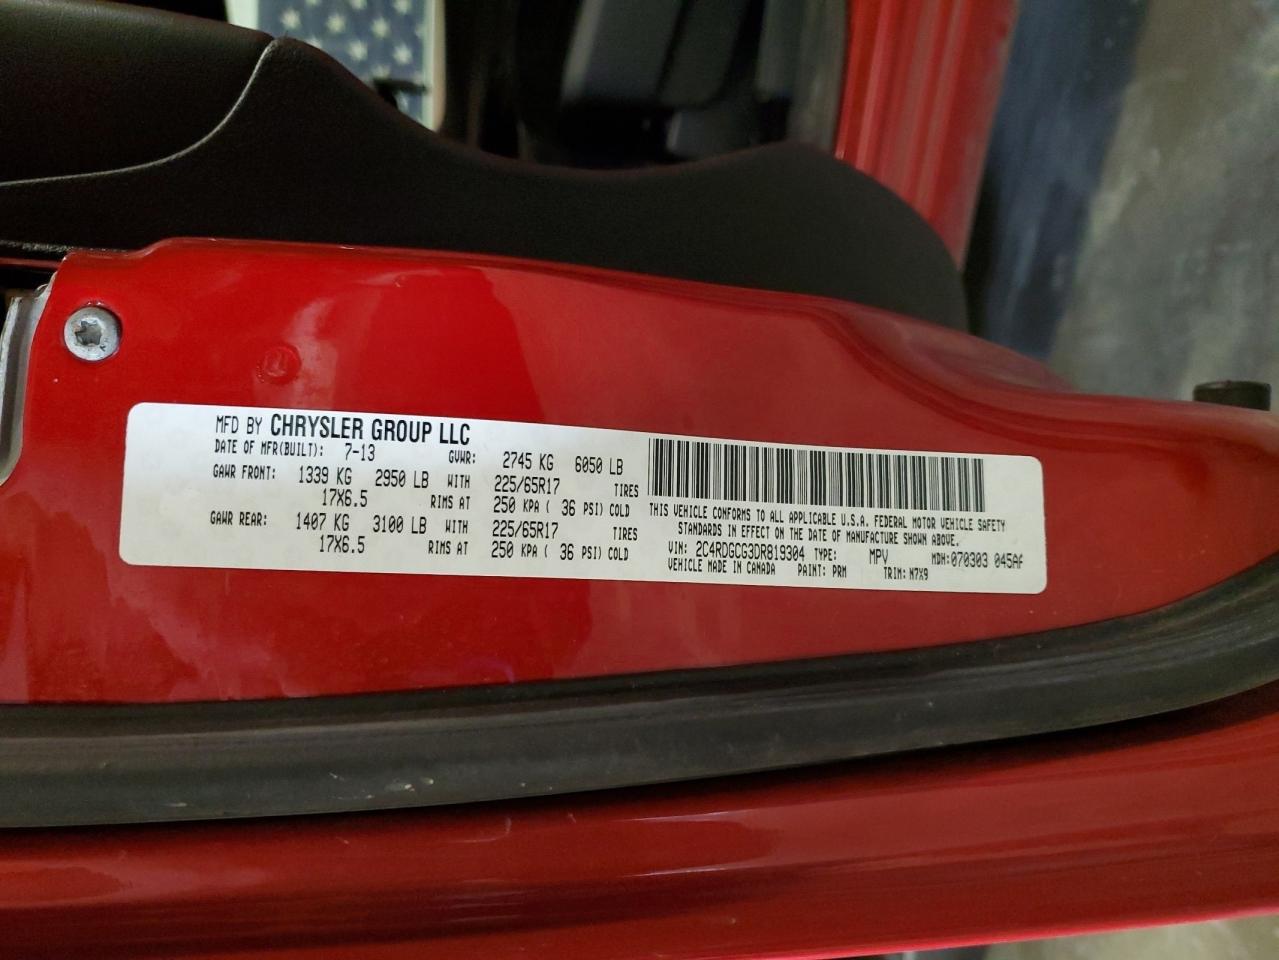 MFD BY CHRYSLER GROUP LLC
DATE OF MFR(BUILT): 7-13 GVWR: 2745 KG 6050 LB
GAWR FRONT: 1339 KG 2950 LB WITH 225/65R17 TIRES
17X6.5 RIMS AT 250 KPA ( 36 PSI) COLD
GAWR REAR: 1407 KG 3100 LB WITH 225/65R17 TIRES
17X6.5 RIMS AT 250 KPA ( 36 PSI) COLD
THIS VEHICLE CONFORMS TO ALL APPLICABLE U.S.A. FEDERAL MOTOR VEHICLE SAFETY
STANDARDS IN EFFECT ON THE DATE OF MANUFACTURE SHOWN ABOVE.
VIN: 2C4RDGCG3DR819304 TYPE: MPV MDH:070303 045AF
VEHICLE MADE IN CANADA PAINT: PRM TRIM: N7X9